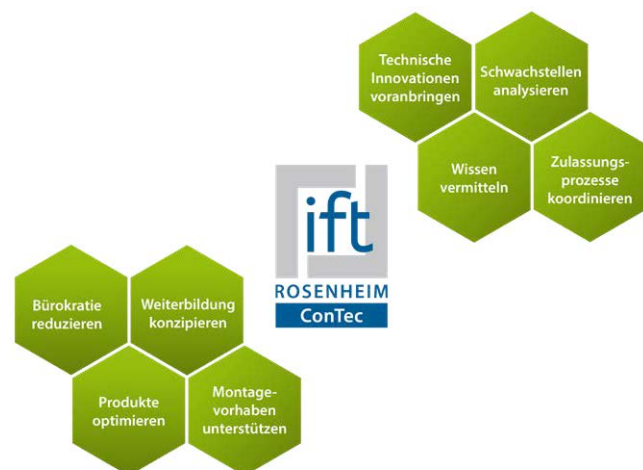 Technische
Innovationen
voranbringen
Schwachstellen
analysieren
Wissen
vermitteln
Zulassungs-
prozesse
koordinieren
ift
ROSENHEIM
ConTec
Bürokratie
reduzieren
Weiterbildung
konzipieren
Produkte
optimieren
Montage-
vorhaben
unterstützen